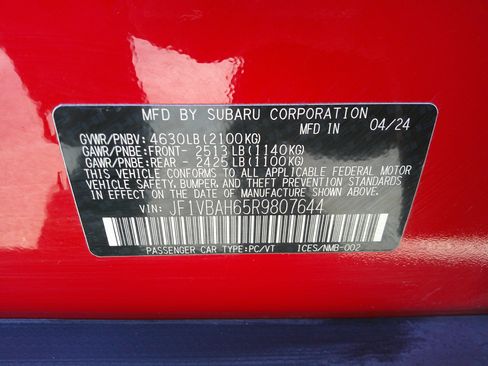 MFD BY SUBARU CORPORATION
GVWR/PNBV: 4630LB(2100KG) 04/24
GAWR/PNBE:FRONT- 2513LB(1140KG)
GAWR/PNBE:REAR - 2425LB(1100KG)
THIS VEHICLE CONFORMS TO ALL APPLICABLE FEDERAL MOTOR
VEHICLE SAFETY, BUMPER, AND THEFT PREVENTION STANDARDS
IN EFFECT ON THE DATE OF MANUFACTURE SHOWN ABOVE.
VIN: JF1VBAH65R9807644
PASSENGER CAR TYPE:PC/VT ICES/NMB-002